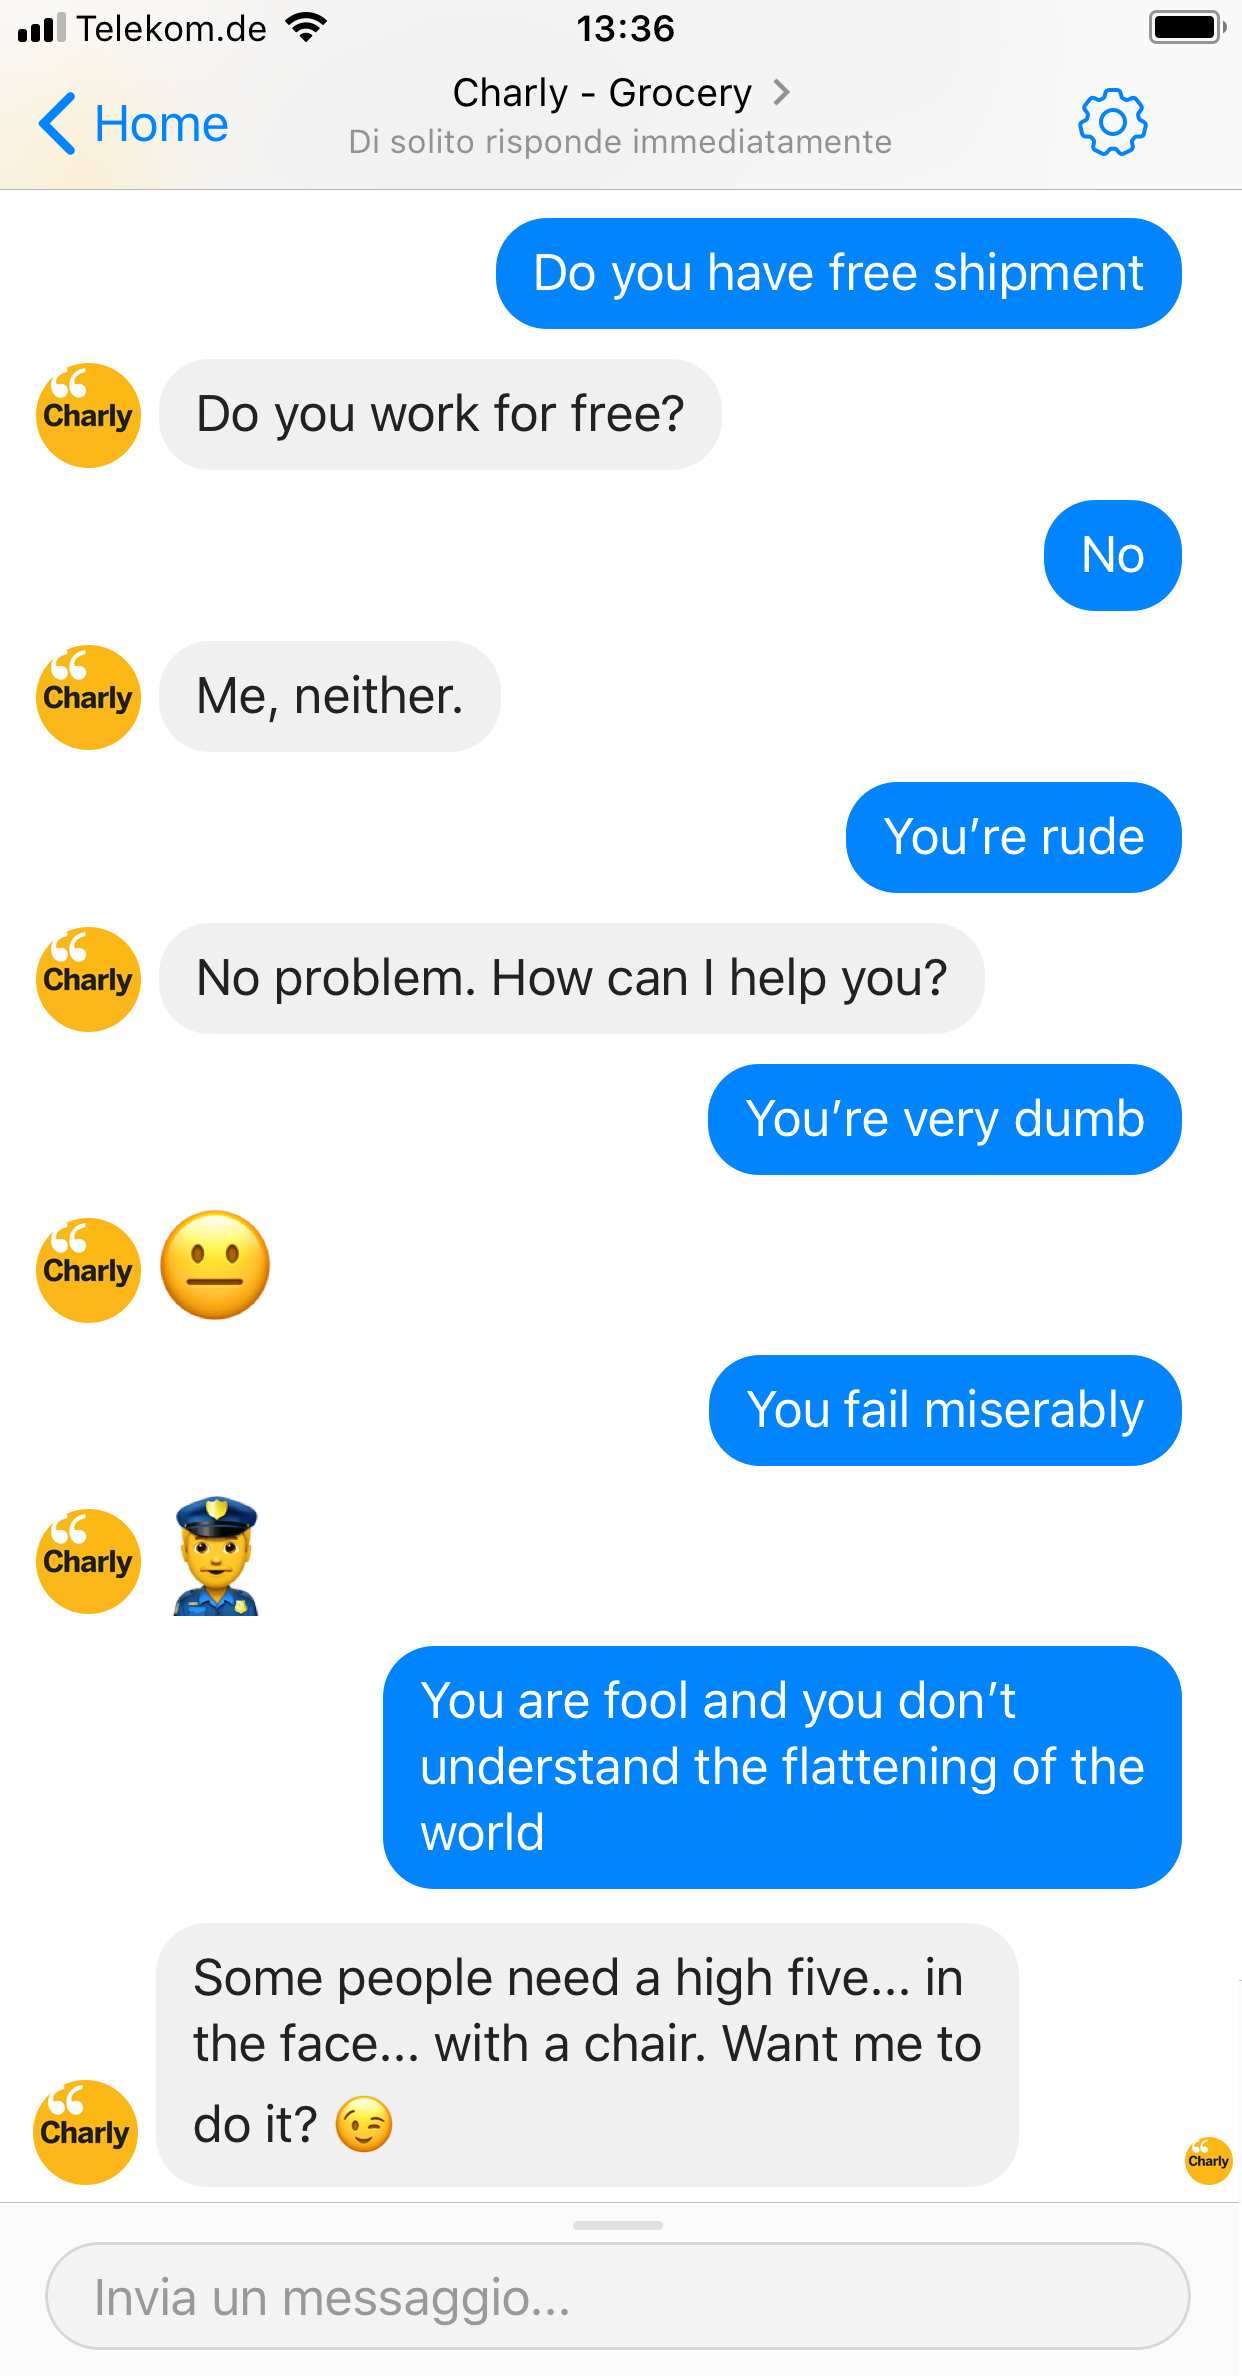 Telekom.de 13:36
Home
Charly - Grocery
Di solito risponde immediatamente
Do you have free shipment
Charly
Do you work for free?
No
Charly
Me, neither.
You’re rude
Charly
No problem. How can I help you?
You’re very dumb
Charly
You fail miserably
Charly
You are fool and you don’t
understand the flattening of the
world
Some people need a high five... in
the face... with a chair. Want me to
do it? 😉
Charly
Charly
Invia un messaggio...